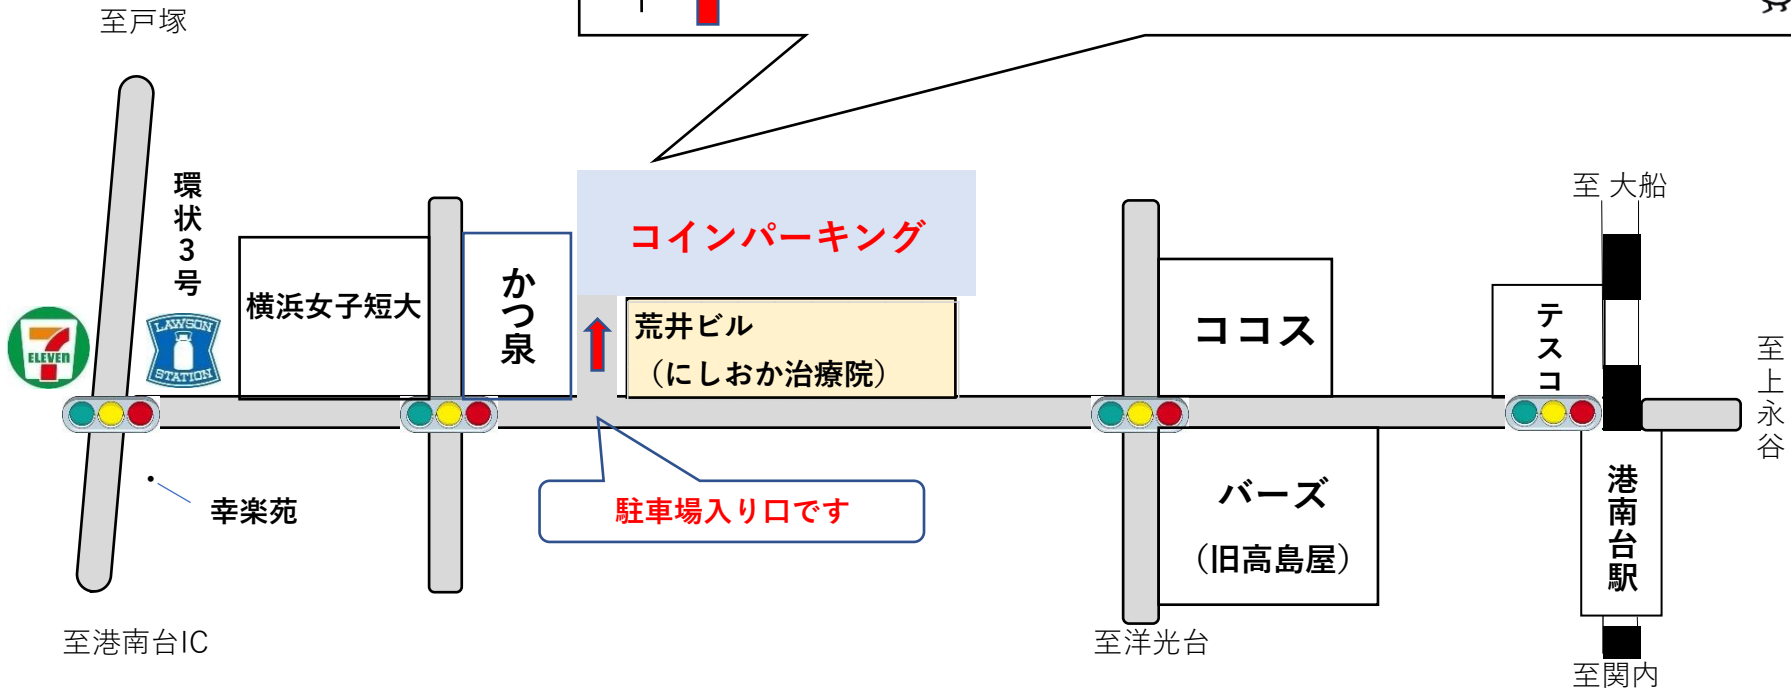 至戸塚
環状3号
至 大船
コインパーキング
かつ泉
横浜女子短大
荒井ビル
（にしおか治療院）
ココス
テスコ
至上永谷
7
ELEVEN
LAWSON
STATION
幸楽苑
駐車場入り口です
バーズ
（旧高島屋）
港南台駅
至港南台IC
至洋光台
至関内